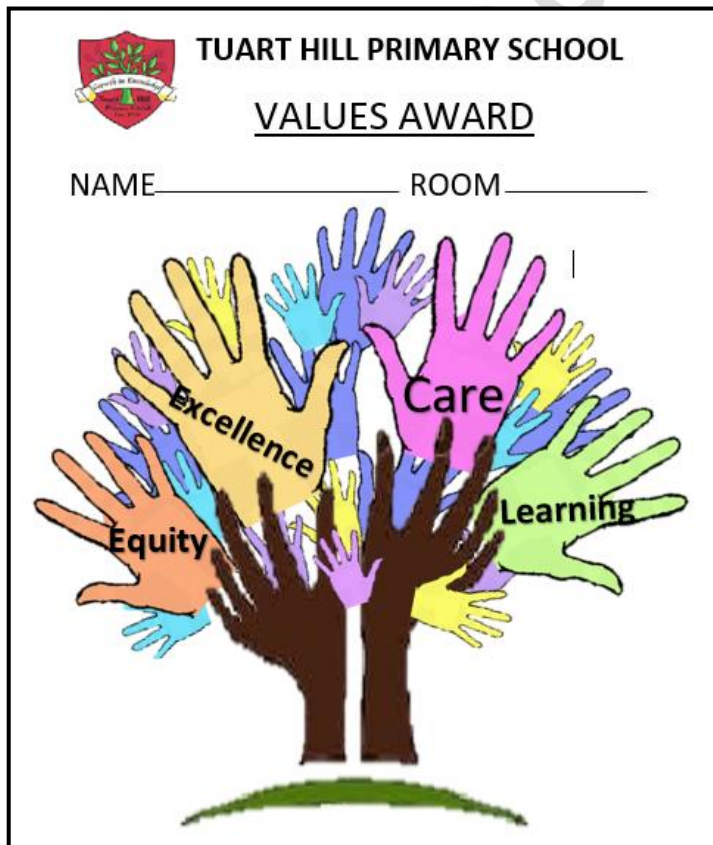 TUART HILL PRIMARY SCHOOL
VALUES AWARD
NAME ROOM
Excellence
Care
Learning
Equity